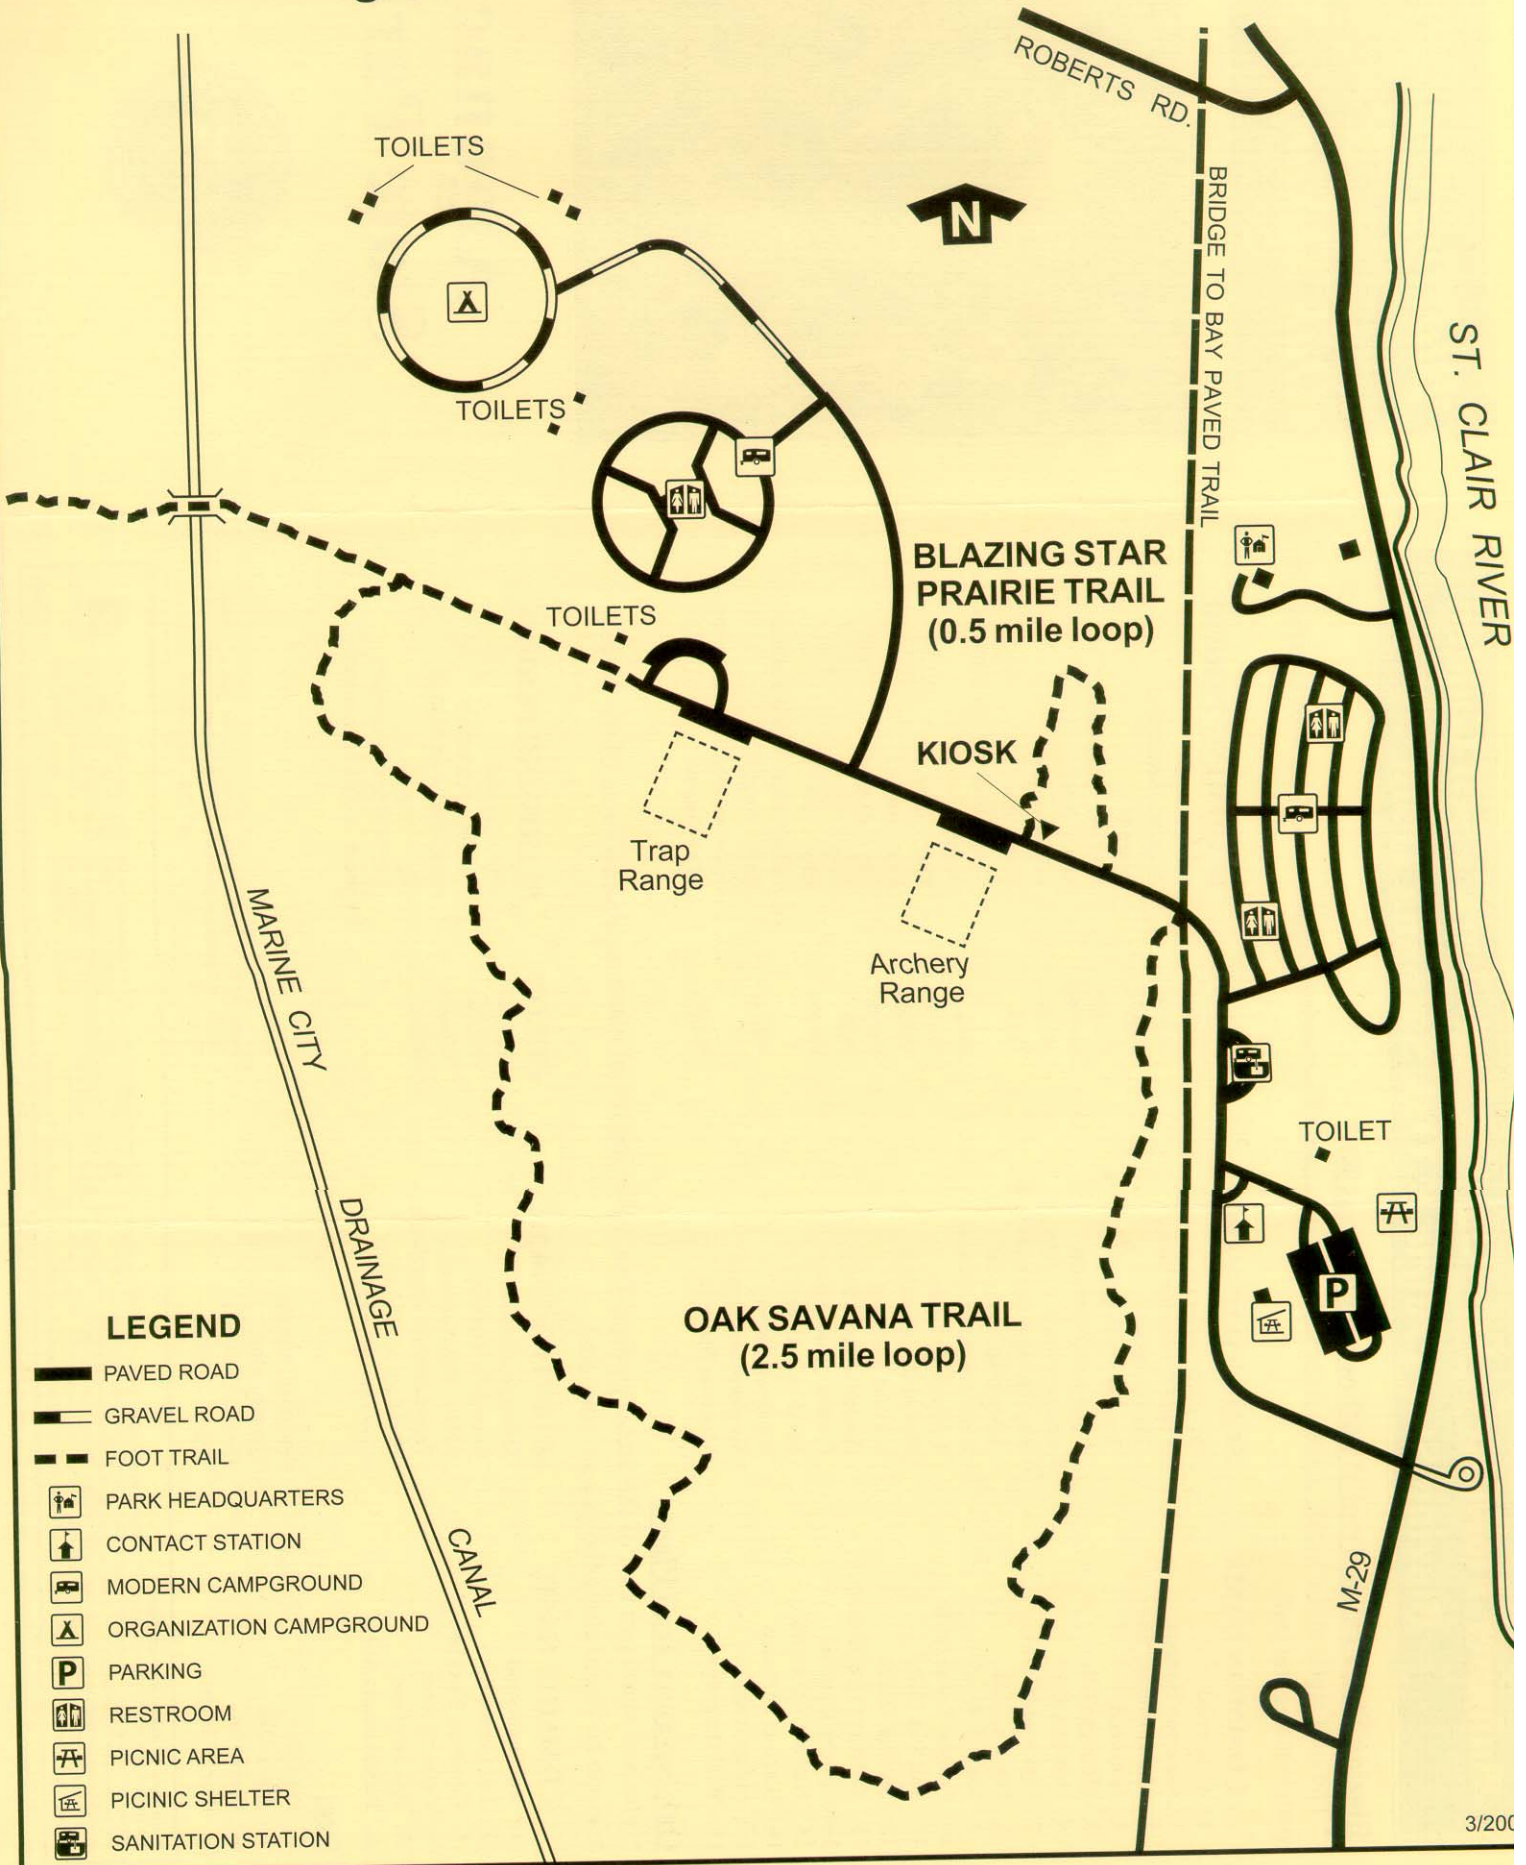 ROBERTS RD.
TOILETS
N
BRIDGE TO BAY PAVED TRAIL
ST. CLAIR RIVER
TOILETS
BLAZING STAR
PRAIRIE TRAIL
(0.5 mile loop)
TOILETS
KIOSK
Trap
Range
Archery
Range
MARINE CITY DRAINAGE CANAL
TOILET
P
OAK SAVANA TRAIL
(2.5 mile loop)
M-29
LEGEND
PAVED ROAD
GRAVEL ROAD
FOOT TRAIL
PARK HEADQUARTERS
CONTACT STATION
MODERN CAMPGROUND
ORGANIZATION CAMPGROUND
P PARKING
RESTROOM
PICNIC AREA
PICINIC SHELTER
SANITATION STATION
3/200